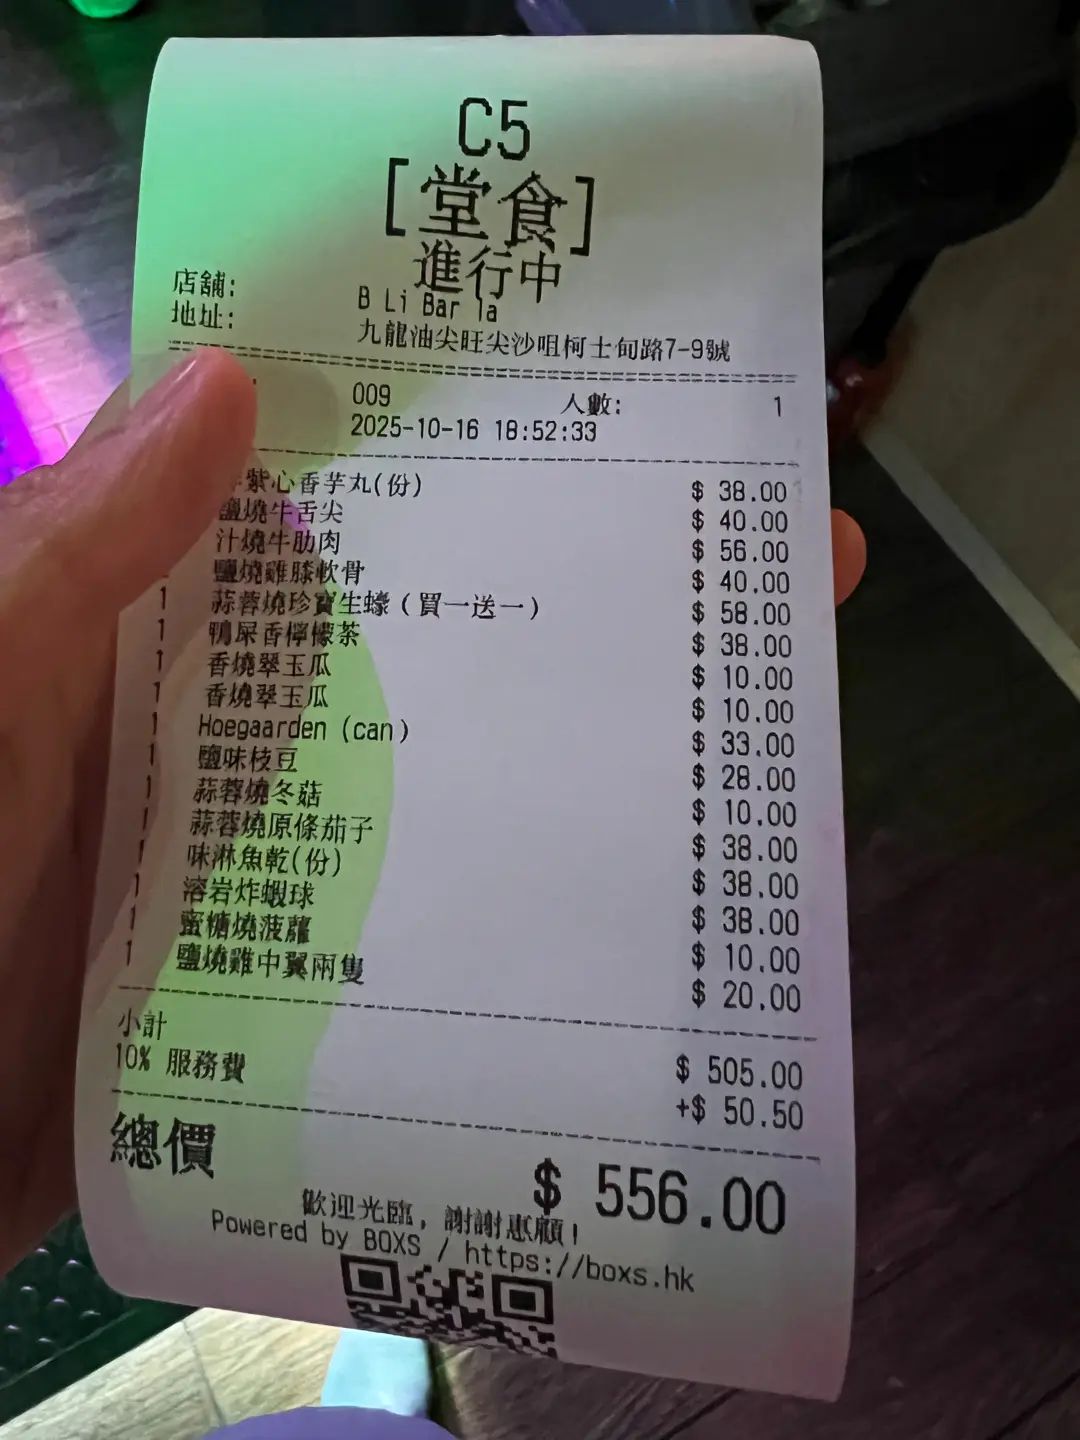 C5
[堂食]
進行中
店舖: B Li Bar la
地址: 九龍油尖旺尖沙咀柯士甸路7-9號
009 人數: 1
2025-10-16 18:52:33
紫心香芋丸(份) $ 38.00
鹽燒牛舌尖 $ 40.00
汁燒牛肋肉 $ 56.00
鹽燒雞膝軟骨 $ 40.00
1 蒜蓉燒珍寶生蠔 (買一送一) $ 58.00
1 鴨屎香檸檬茶 $ 38.00
1 香燒翠玉瓜 $ 10.00
1 香燒翠玉瓜 $ 10.00
1 Hoegaarden (can) $ 33.00
1 鹽味枝豆 $ 28.00
1 蒜蓉燒冬菇 $ 10.00
1 蒜蓉燒原條茄子 $ 38.00
1 味淋魚乾(份) $ 38.00
1 溶岩炸蝦球 $ 38.00
1 蜜糖燒菠蘿 $ 10.00
1 鹽燒雞中翼兩隻 $ 20.00
小計 $ 505.00
10% 服務費 +$ 50.50
總價 $ 556.00
歡迎光臨, 謝謝惠顧!
Powered by BOXS / https://boxs.hk